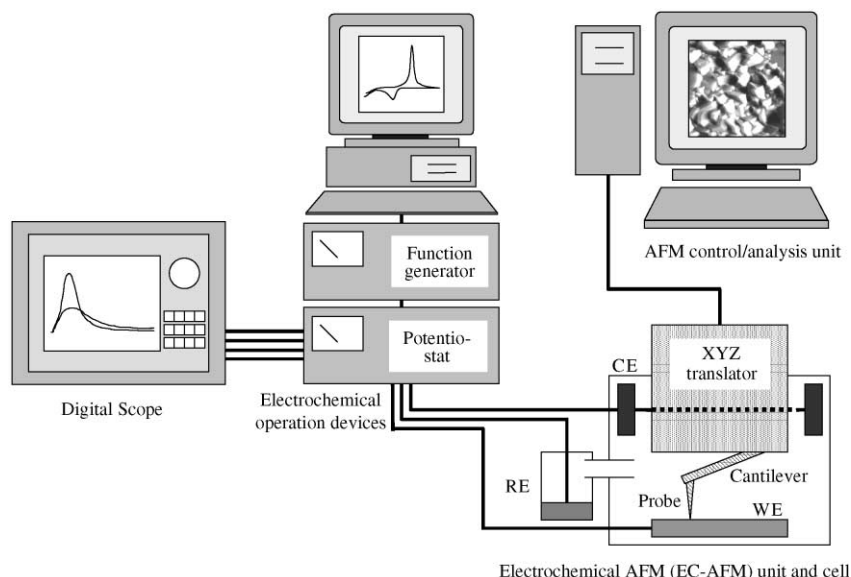 Function
generator
AFM control/analysis unit
Potentio-
stat
XYZ
translator
CE
Digital Scope
Electrochemical
operation devices
RE
Cantilever
Probe
WE
Electrochemical AFM (EC-AFM) unit and cell